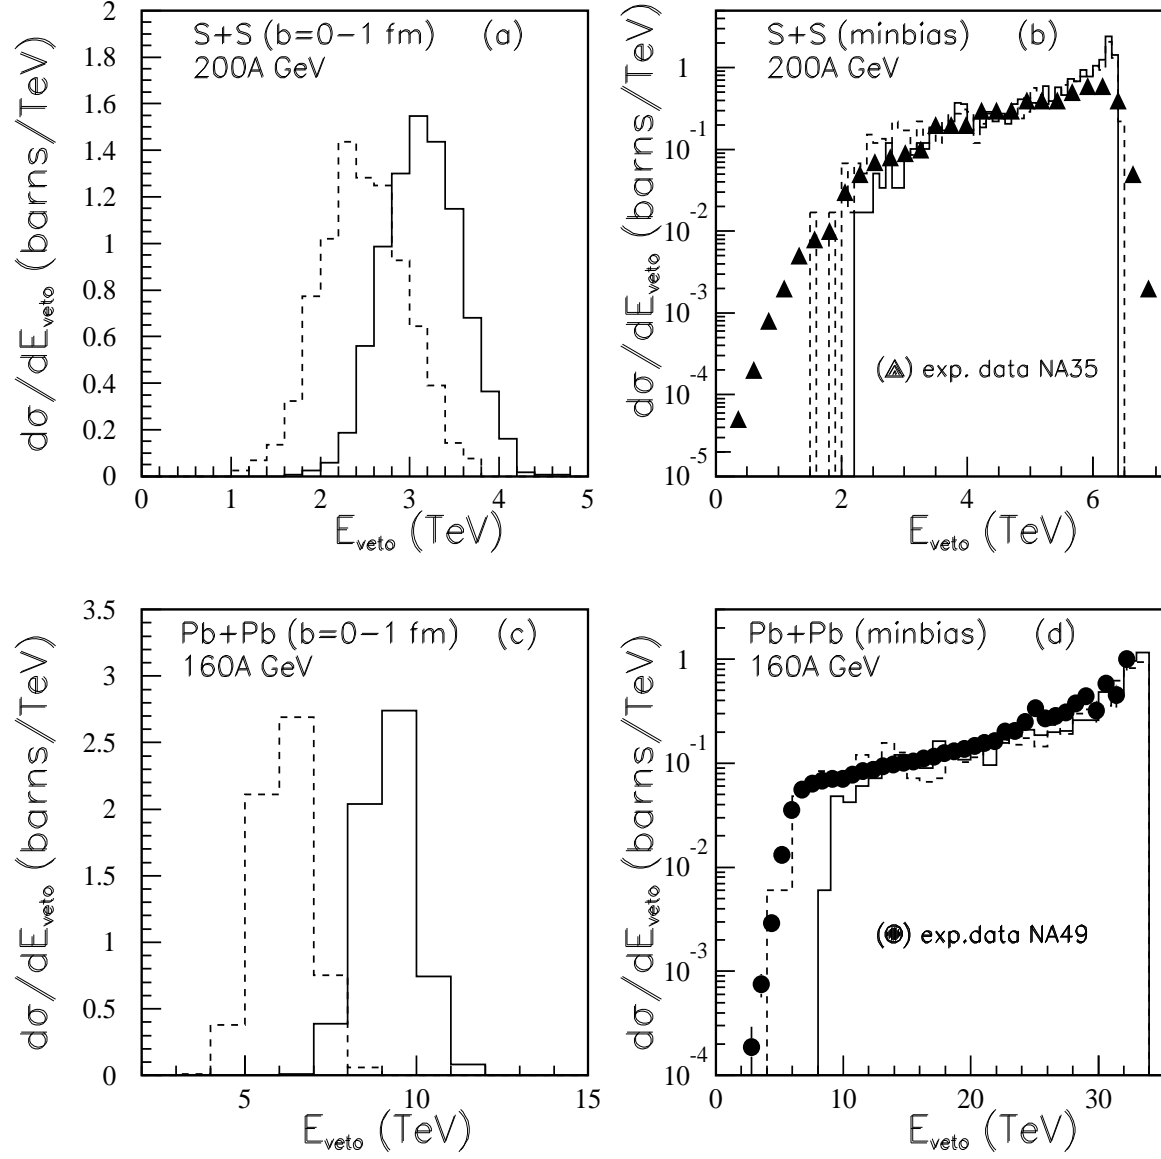 S+S (b=0-1 fm) (a)
200A GeV
dσ/dE_veto (barns/TeV)
2
1.8
1.6
1.4
1.2
1
0.8
0.6
0.4
0.2
0
0 1 2 3 4 5
E_veto (TeV)
S+S (minbias) (b)
200A GeV
dσ/dE_veto (barns/TeV)
1
10^-1
10^-2
10^-3
10^-4
10^-5
(▲) exp. data NA35
0 2 4 6
E_veto (TeV)
Pb+Pb (b=0-1 fm) (c)
160A GeV
dσ/dE_veto (barns/TeV)
3.5
3
2.5
2
1.5
1
0.5
0
5 10 15
E_veto (TeV)
Pb+Pb (minbias) (d)
160A GeV
dσ/dE_veto (barns/TeV)
1
10^-1
10^-2
10^-3
10^-4
(●) exp.data NA49
0 10 20 30
E_veto (TeV)